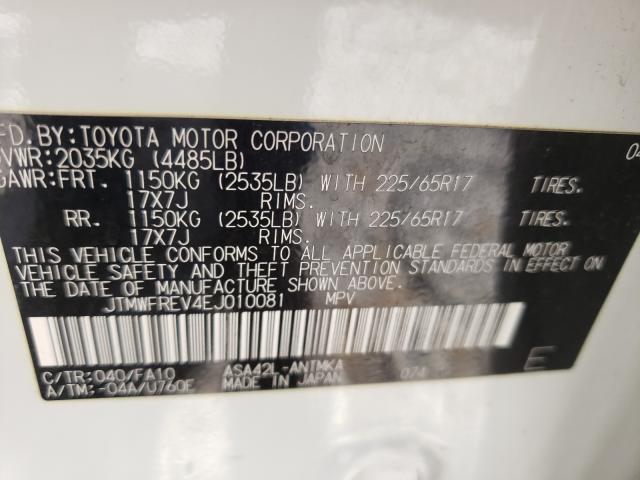 FD. BY: TOYOTA MOTOR CORPORATION
VWR: 2035KG (4485LB)
GAWR: FRT. 1150KG (2535LB) WITH 225/65R17 TIRES.
17X7J RIMS.
RR. 1150KG (2535LB) WITH 225/65R17 TIRES.
17X7J RIMS.
THIS VEHICLE CONFORMS TO ALL APPLICABLE FEDERAL MOTOR
VEHICLE SAFETY AND THEFT PREVENTION STANDARDS IN EFFECT ON
THE DATE OF MANUFACTURE SHOWN ABOVE.
JTMWFREV4EJ010081 MPV
C/TR: 040/FA10 ASA42L-ANTMKA 074 E
A/TM: -04A/U760E MADE IN JAPAN